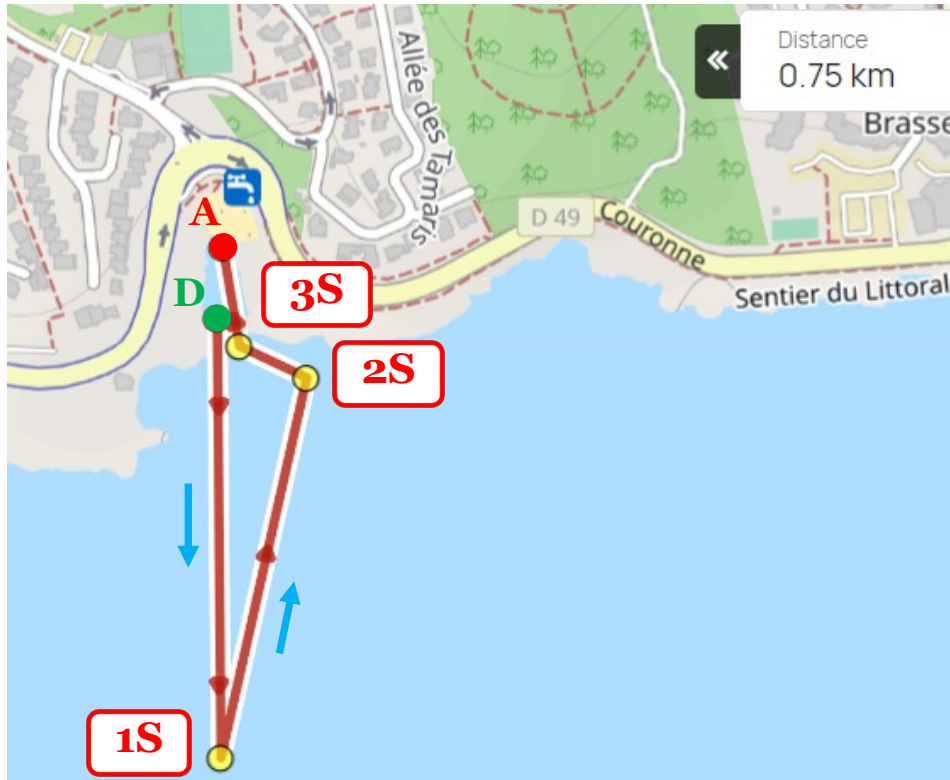 Distance
0.75 km
Allée des Tamaris
Brasse
D 49
Couronne
Sentier du Littoral
A
D
3S
2S
1S